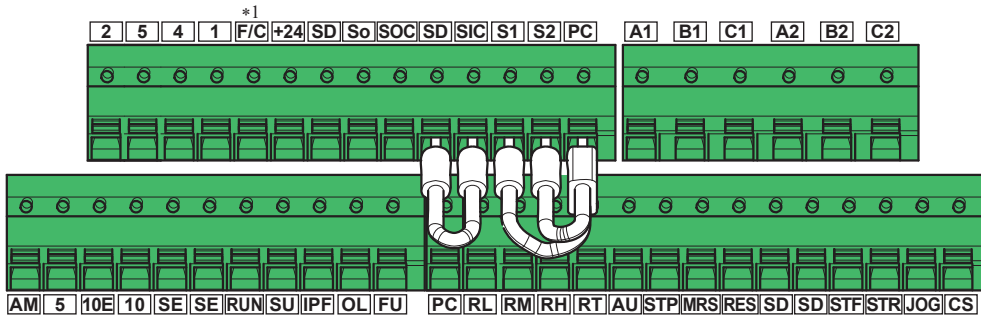 *1
2 5 4 1 F/C +24 SD So SOC SD SIC S1 S2 PC A1 B1 C1 A2 B2 C2
AM 5 10E 10 SE SE RUN SU IPF OL FU PC RL RM RH RT AU STP MRS RES SD SD STF STR JOG CS